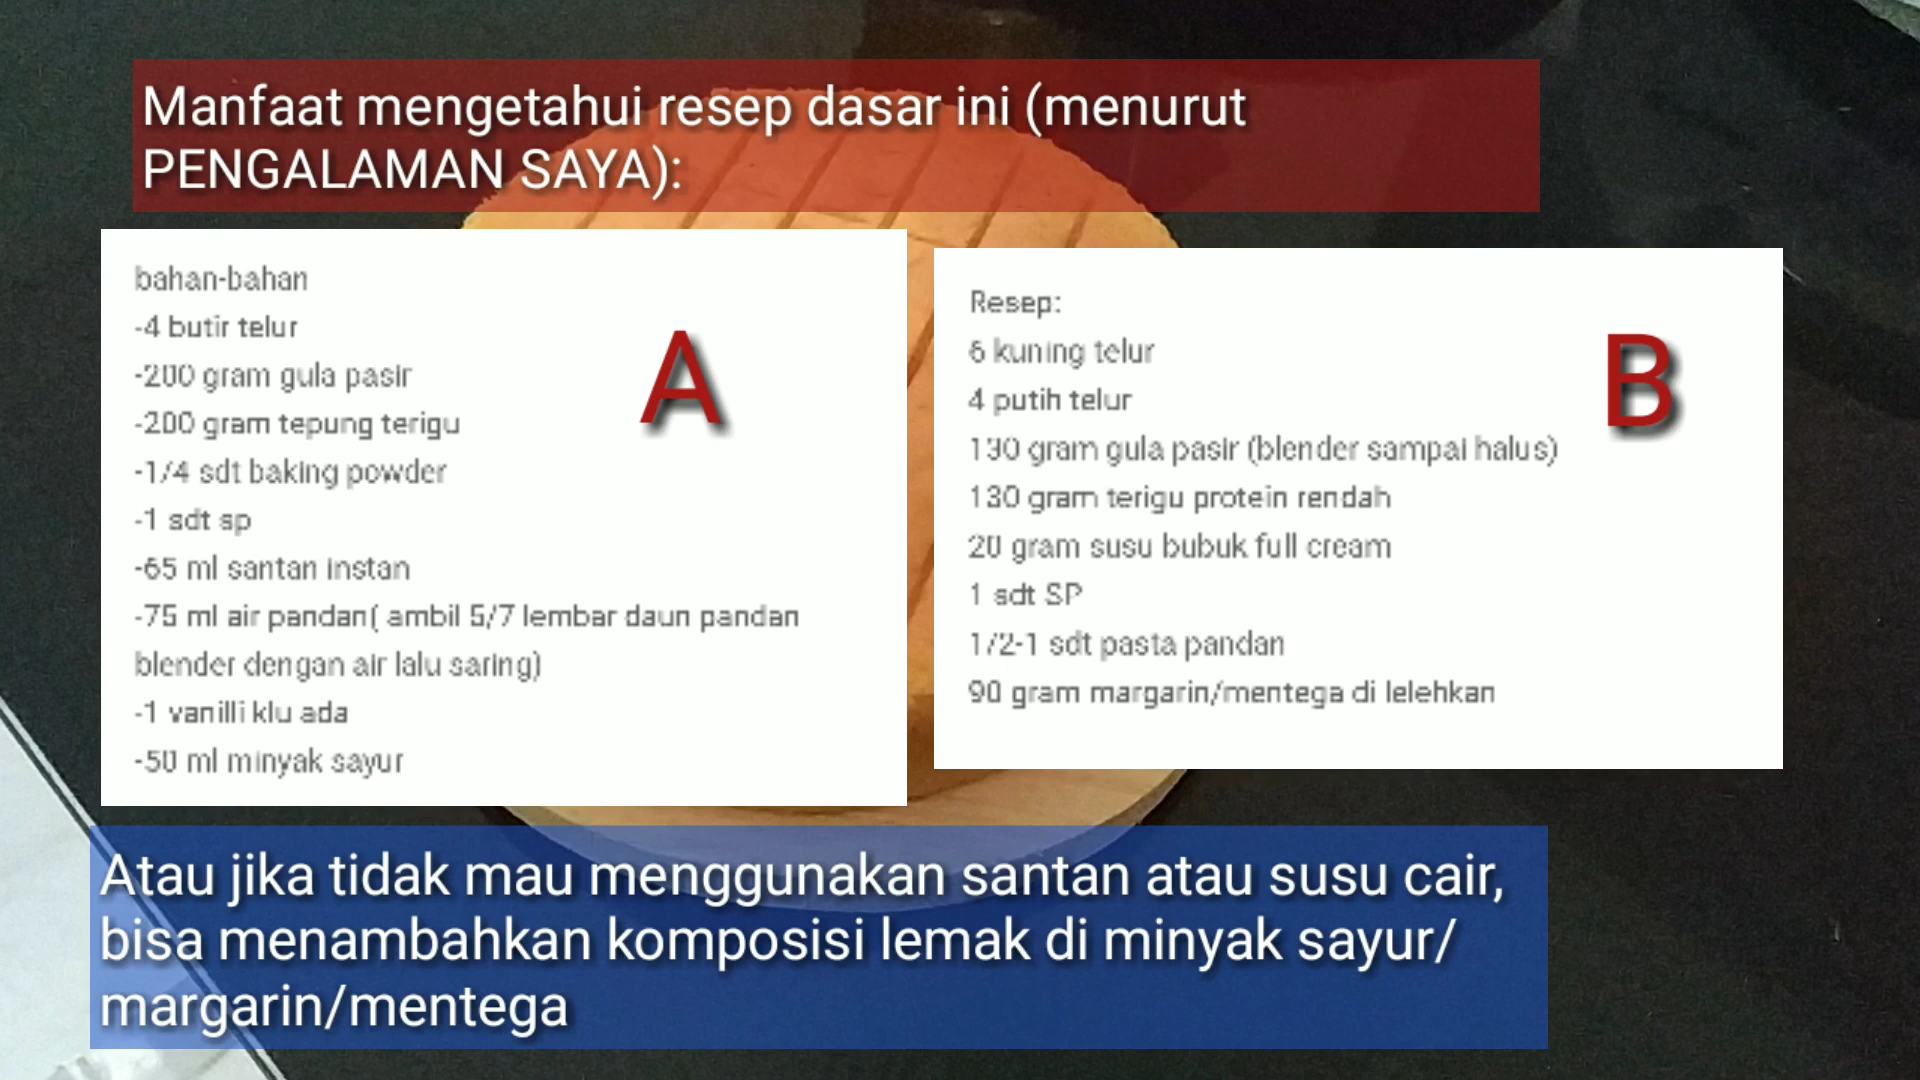 Manfaat mengetahui resep dasar ini (menurut
PENGALAMAN SAYA):
bahan-bahan
-4 butir telur
-200 gram gula pasir
-200 gram tepung terigu
-1/4 sdt baking powder
-1 sdt sp
-65 ml santan instan
-75 ml air pandan( ambil 5/7 lembar daun pandan
blender dengan air lalu saring)
-1 vanilli klu ada
-50 ml minyak sayur
A
Resep:
6 kuning telur
4 putih telur
130 gram gula pasir (blender sampai halus)
130 gram terigu protein rendah
20 gram susu bubuk full cream
1 sdt SP
1/2-1 sdt pasta pandan
90 gram margarin/mentega di lelehkan
B
Atau jika tidak mau menggunakan santan atau susu cair,
bisa menambahkan komposisi lemak di minyak sayur/
margarin/mentega